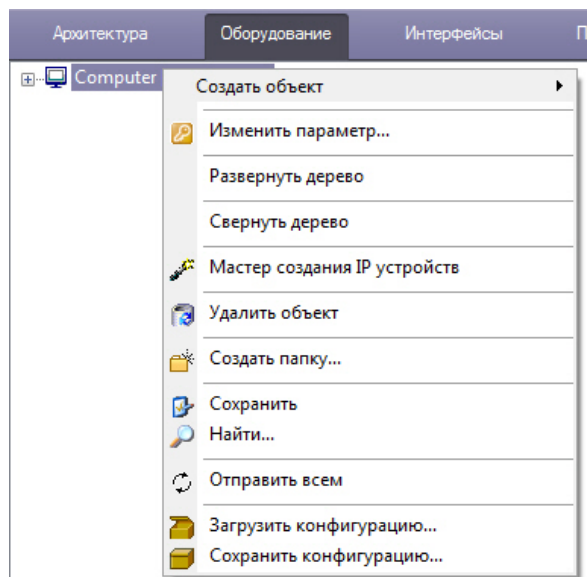 Архитектура Оборудование Интерфейсы П
Computer
Создать объект
Изменить параметр...
Развернуть дерево
Свернуть дерево
Мастер создания IP устройств
Удалить объект
Создать папку...
Сохранить
Найти...
Отправить всем
Загрузить конфигурацию...
Сохранить конфигурацию...